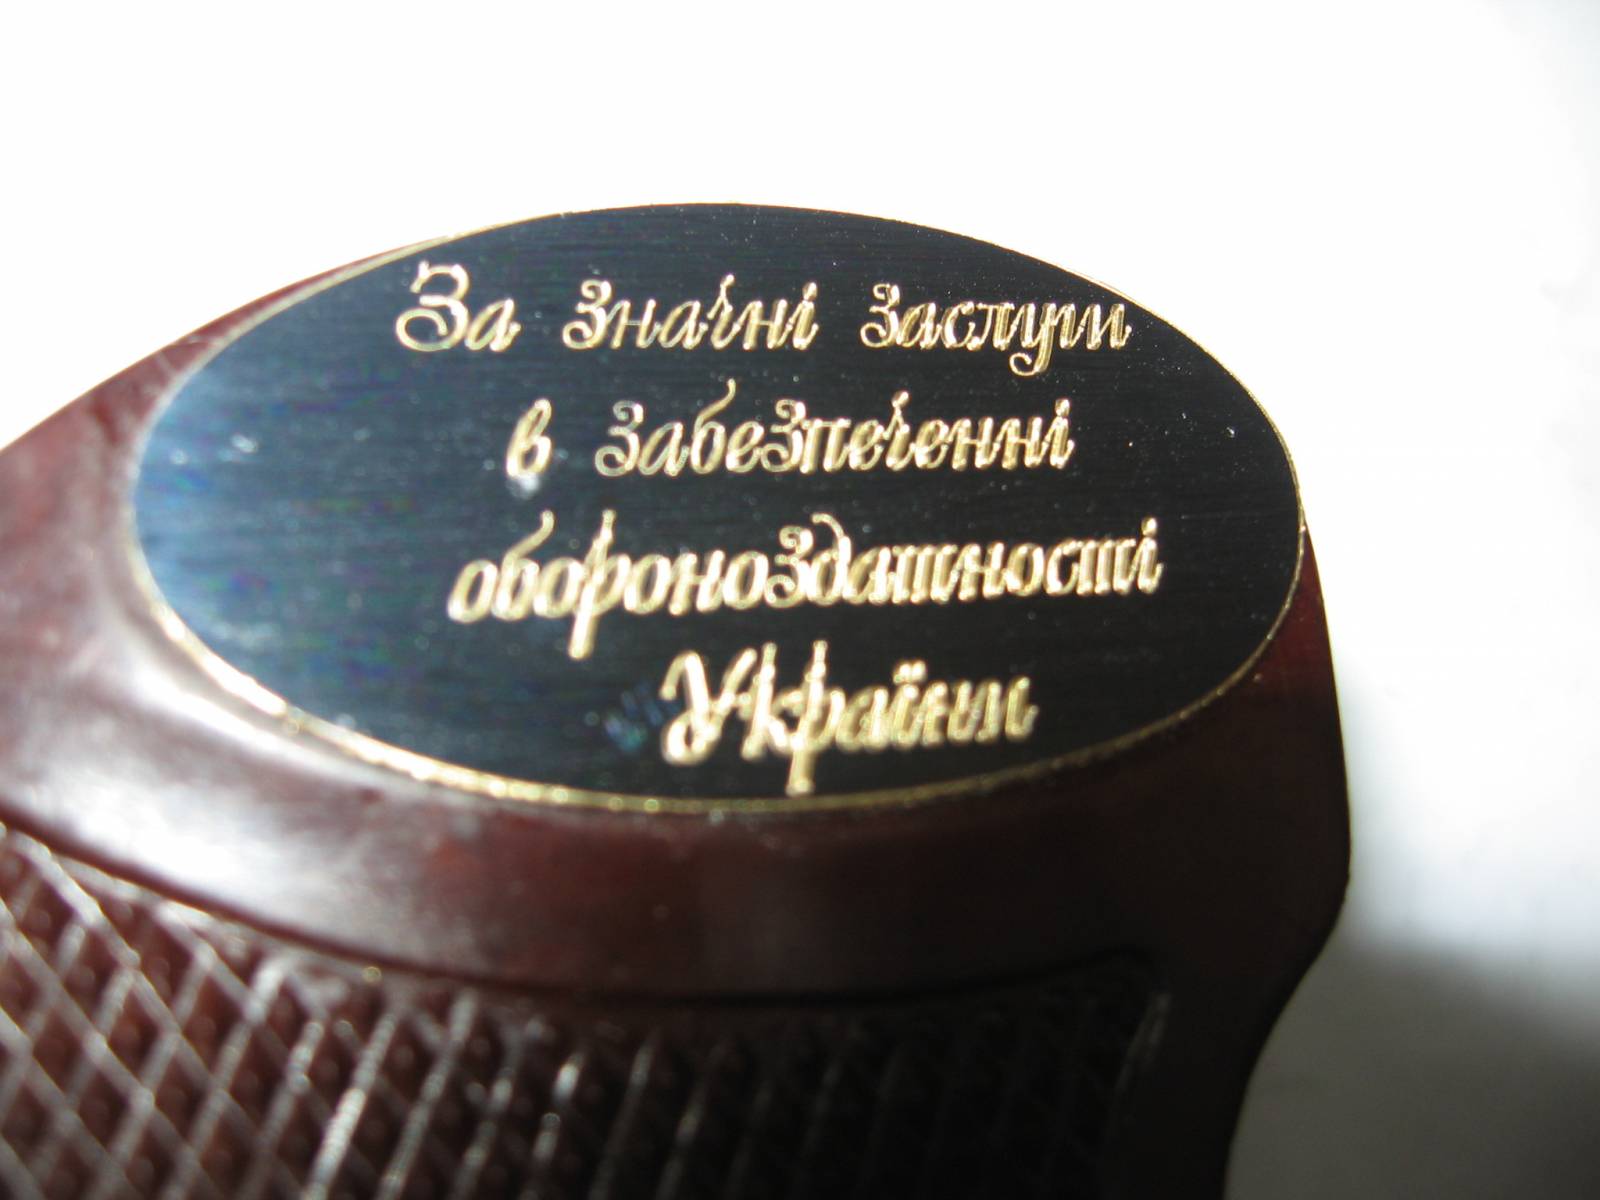 За значні заслуги
в забезпеченні
обороноздатності
України